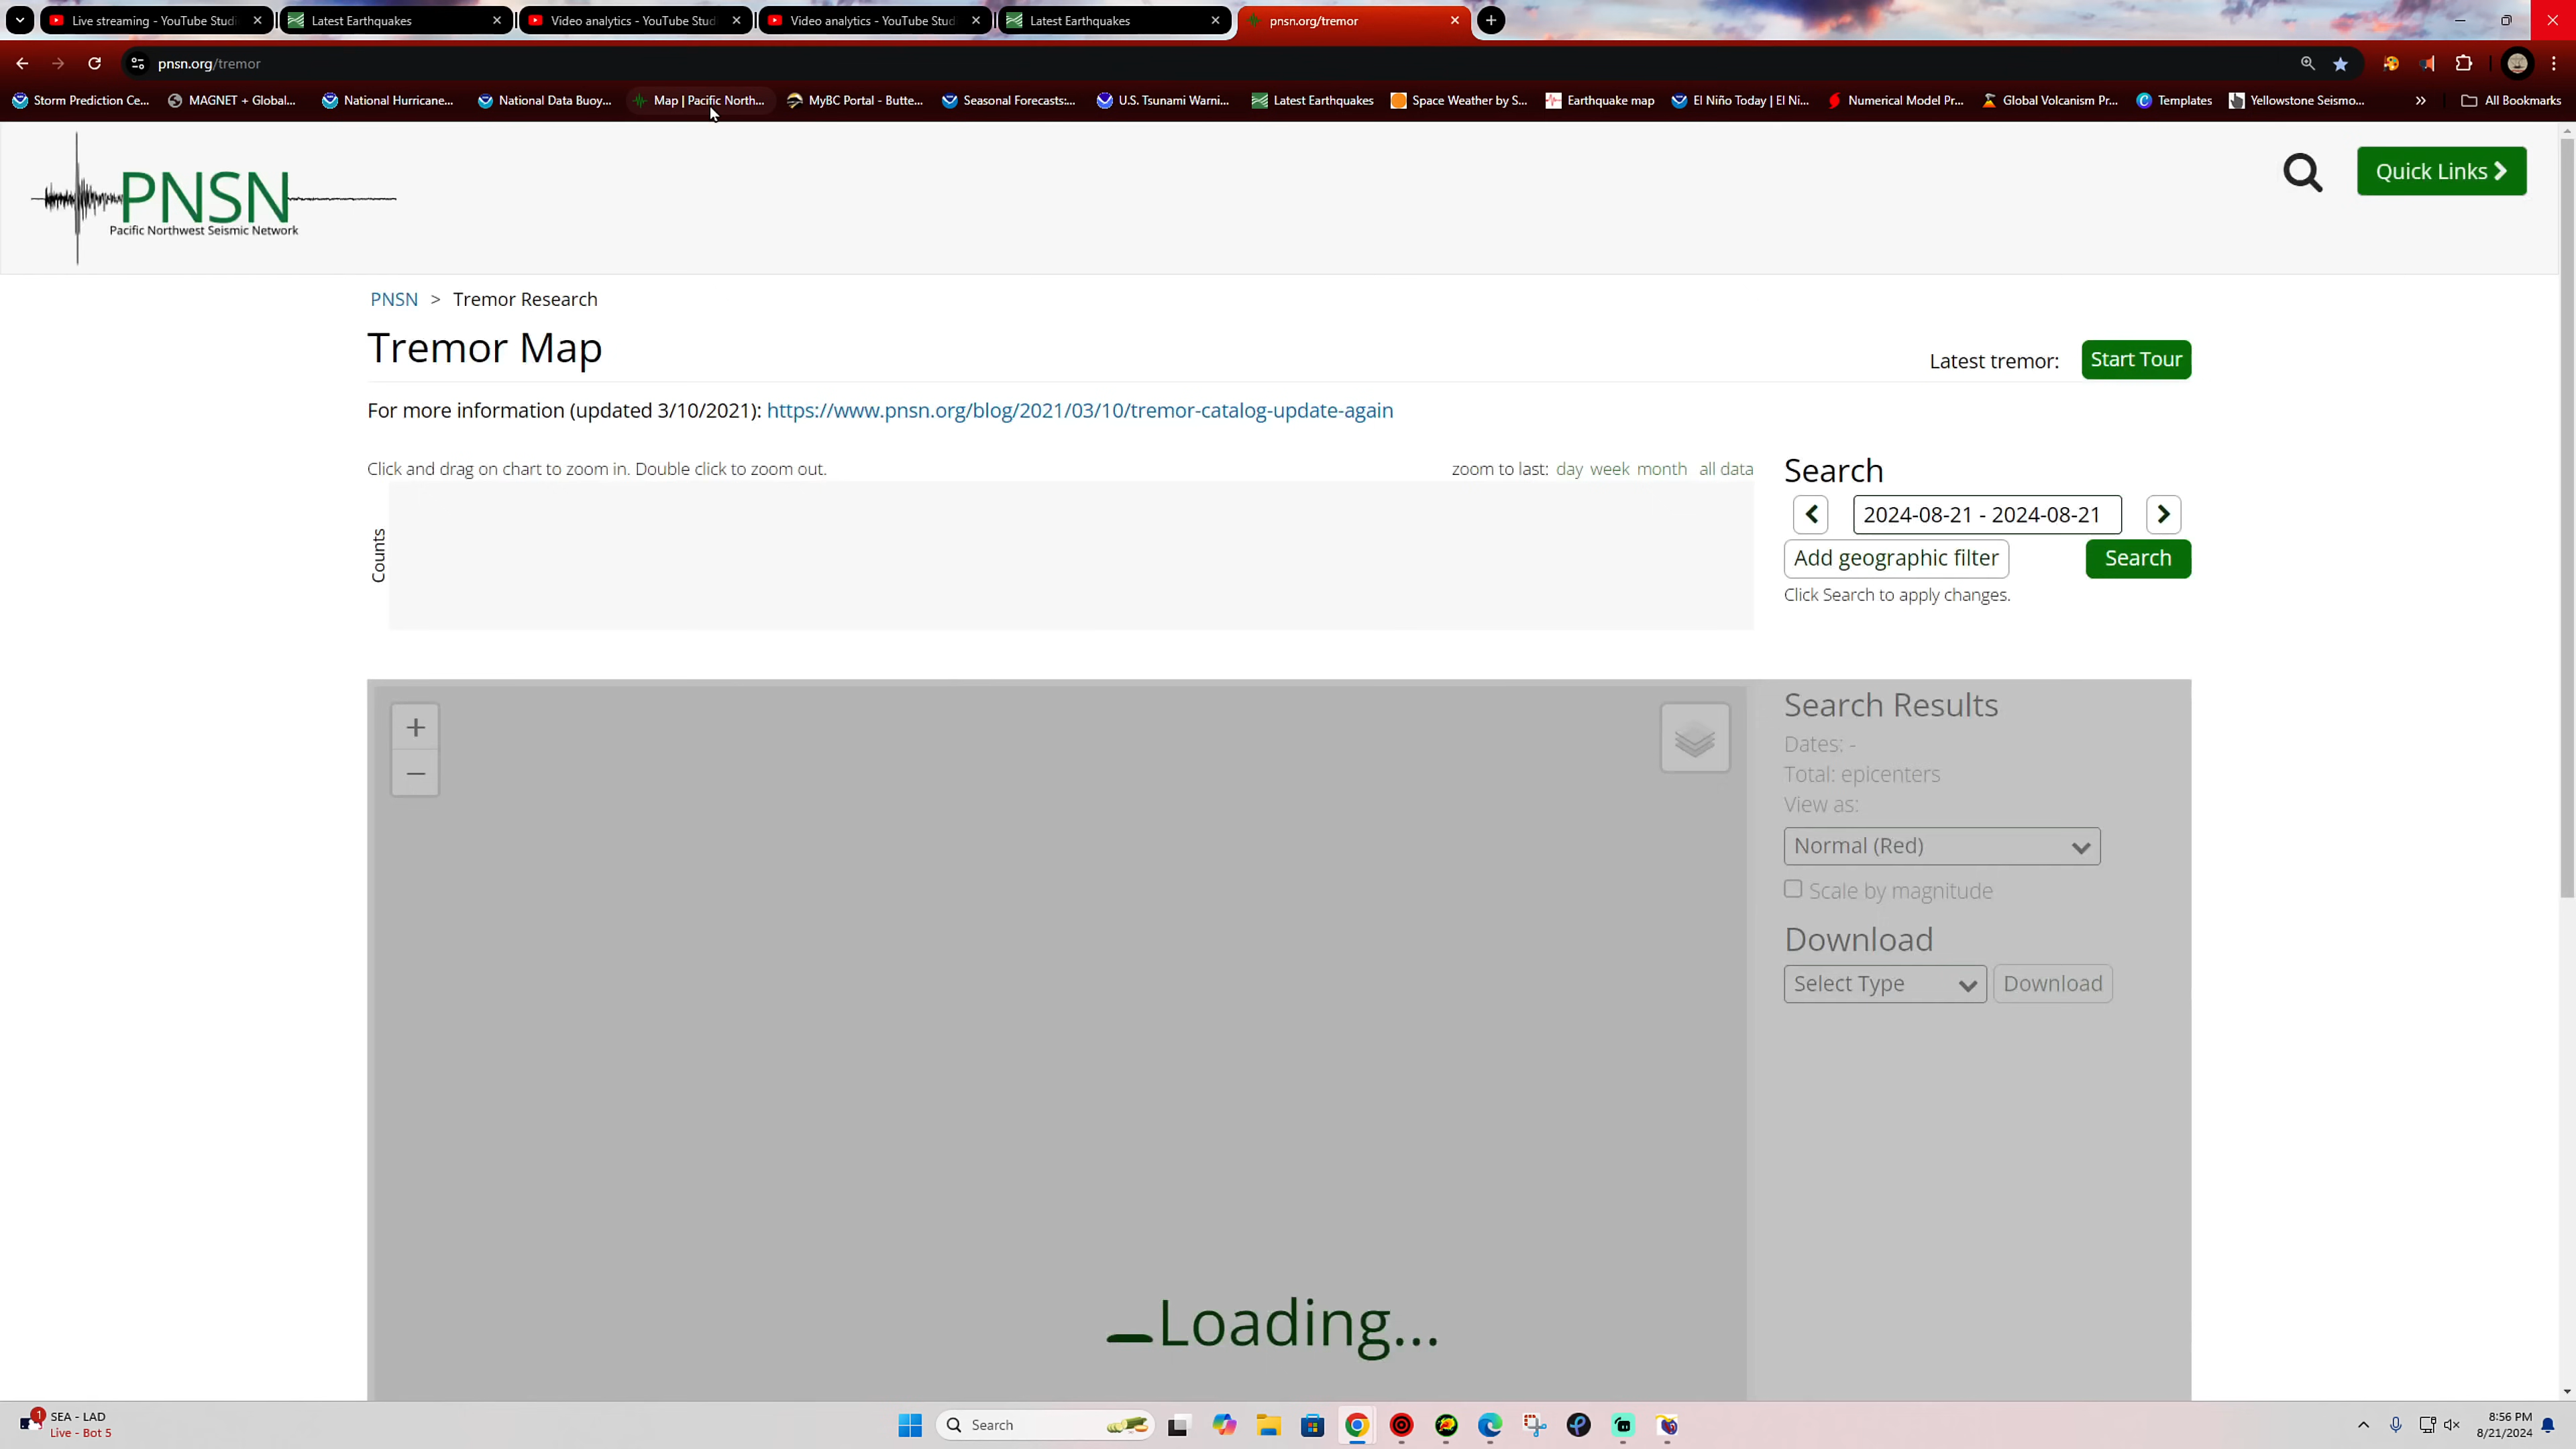 Live streaming - YouTube Studi
Latest Earthquakes
Video analytics - YouTube Stud
Video analytics - YouTube Studi
Latest Earthquakes
pnsn.org/tremor
pnsn.org/tremor
Storm Prediction Ce...
MAGNET + Global...
National Hurricane...
National Data Buoy...
Map | Pacific North...
MyBC Portal - Butte...
Seasonal Forecasts:...
U.S. Tsunami Warni...
Latest Earthquakes
Space Weather by S...
Earthquake map
El Niño Today | El Ni...
Numerical Model Pr...
Global Volcanism Pr...
Templates
Yellowstone Seismo...
All Bookmarks
PNSN
Pacific Northwest Seismic Network
Quick Links
PNSN > Tremor Research
Tremor Map
Latest tremor:
Start Tour
For more information (updated 3/10/2021): https://www.pnsn.org/blog/2021/03/10/tremor-catalog-update-again
Click and drag on chart to zoom in. Double click to zoom out.
zoom to last: day week month all data
Counts
Search
2024-08-21 - 2024-08-21
Add geographic filter
Search
Click Search to apply changes.
+
−
Search Results
Dates: -
Total: epicenters
View as:
Normal (Red)
Scale by magnitude
Download
Select Type
Download
Loading...
1
SEA - LAD
Live - Bot 5
Search
8:56 PM
8/21/2024